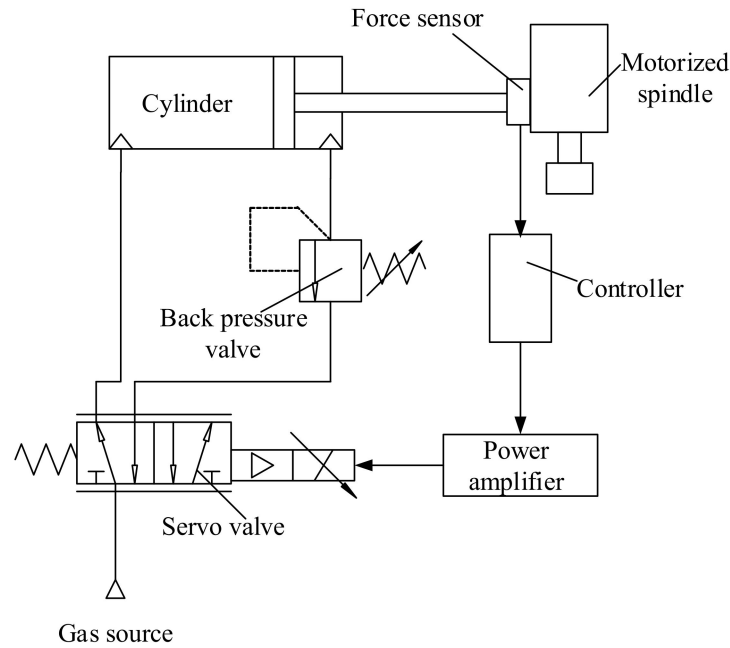 Force sensor
Cylinder
Motorized
spindle
Controller
Back pressure
valve
Power
amplifier
Servo valve
Gas source